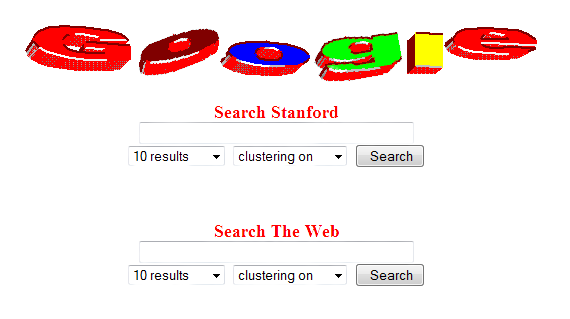 Google
Search Stanford
10 results clustering on Search
Search The Web
10 results clustering on Search